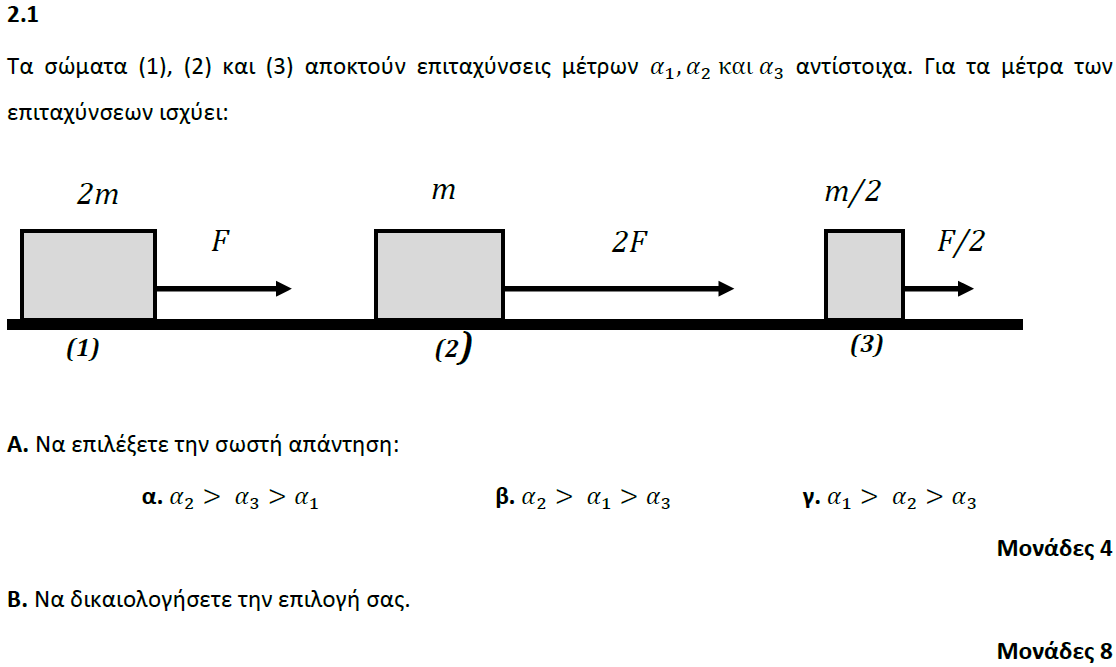 2.1
Τα σώματα (1), (2) και (3) αποκτούν επιταχύνσεις μέτρων α₁, α₂ και α₃ αντίστοιχα. Για τα μέτρα των
επιταχύνσεων ισχύει:
2m m m/2
F 2F F/2
(1) (2) (3)
Α. Να επιλέξετε την σωστή απάντηση:
α. α₂ > α₃ > α₁ β. α₂ > α₁ > α₃ γ. α₁ > α₂ > α₃
Μονάδες 4
Β. Να δικαιολογήσετε την επιλογή σας.
Μονάδες 8